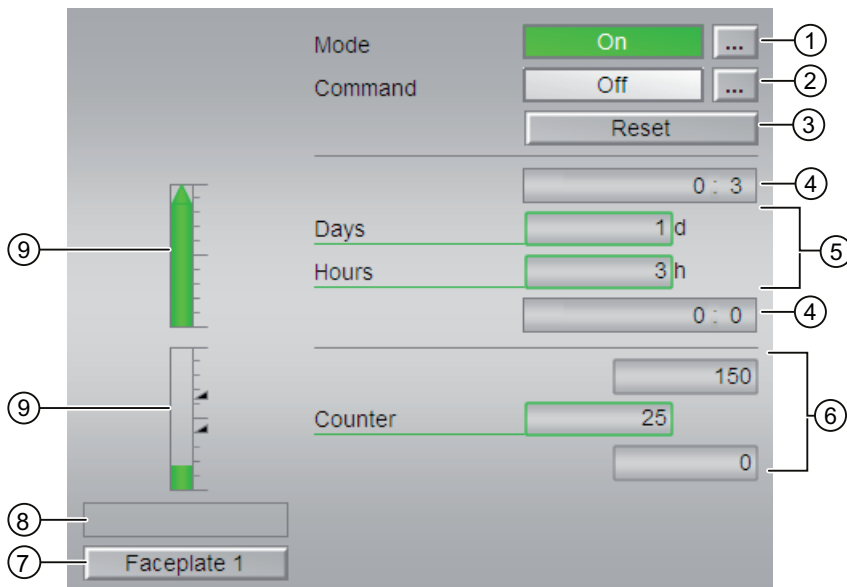 Mode On ... 1
Command Off ... 2
Reset 3
0 : 3 4
9 Days 1 d 5
Hours 3 h
0 : 0 4
150
9 Counter 25 6
0
8
7 Faceplate 1